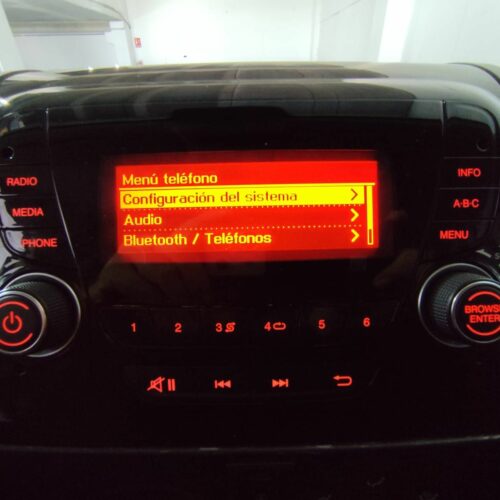 Menú teléfono
Configuración del sistema
Audio
Bluetooth / Teléfonos
RADIO
MEDIA
PHONE
INFO
A·B·C
MENU
BROWSE
ENTER
1 2 3 4 5 6